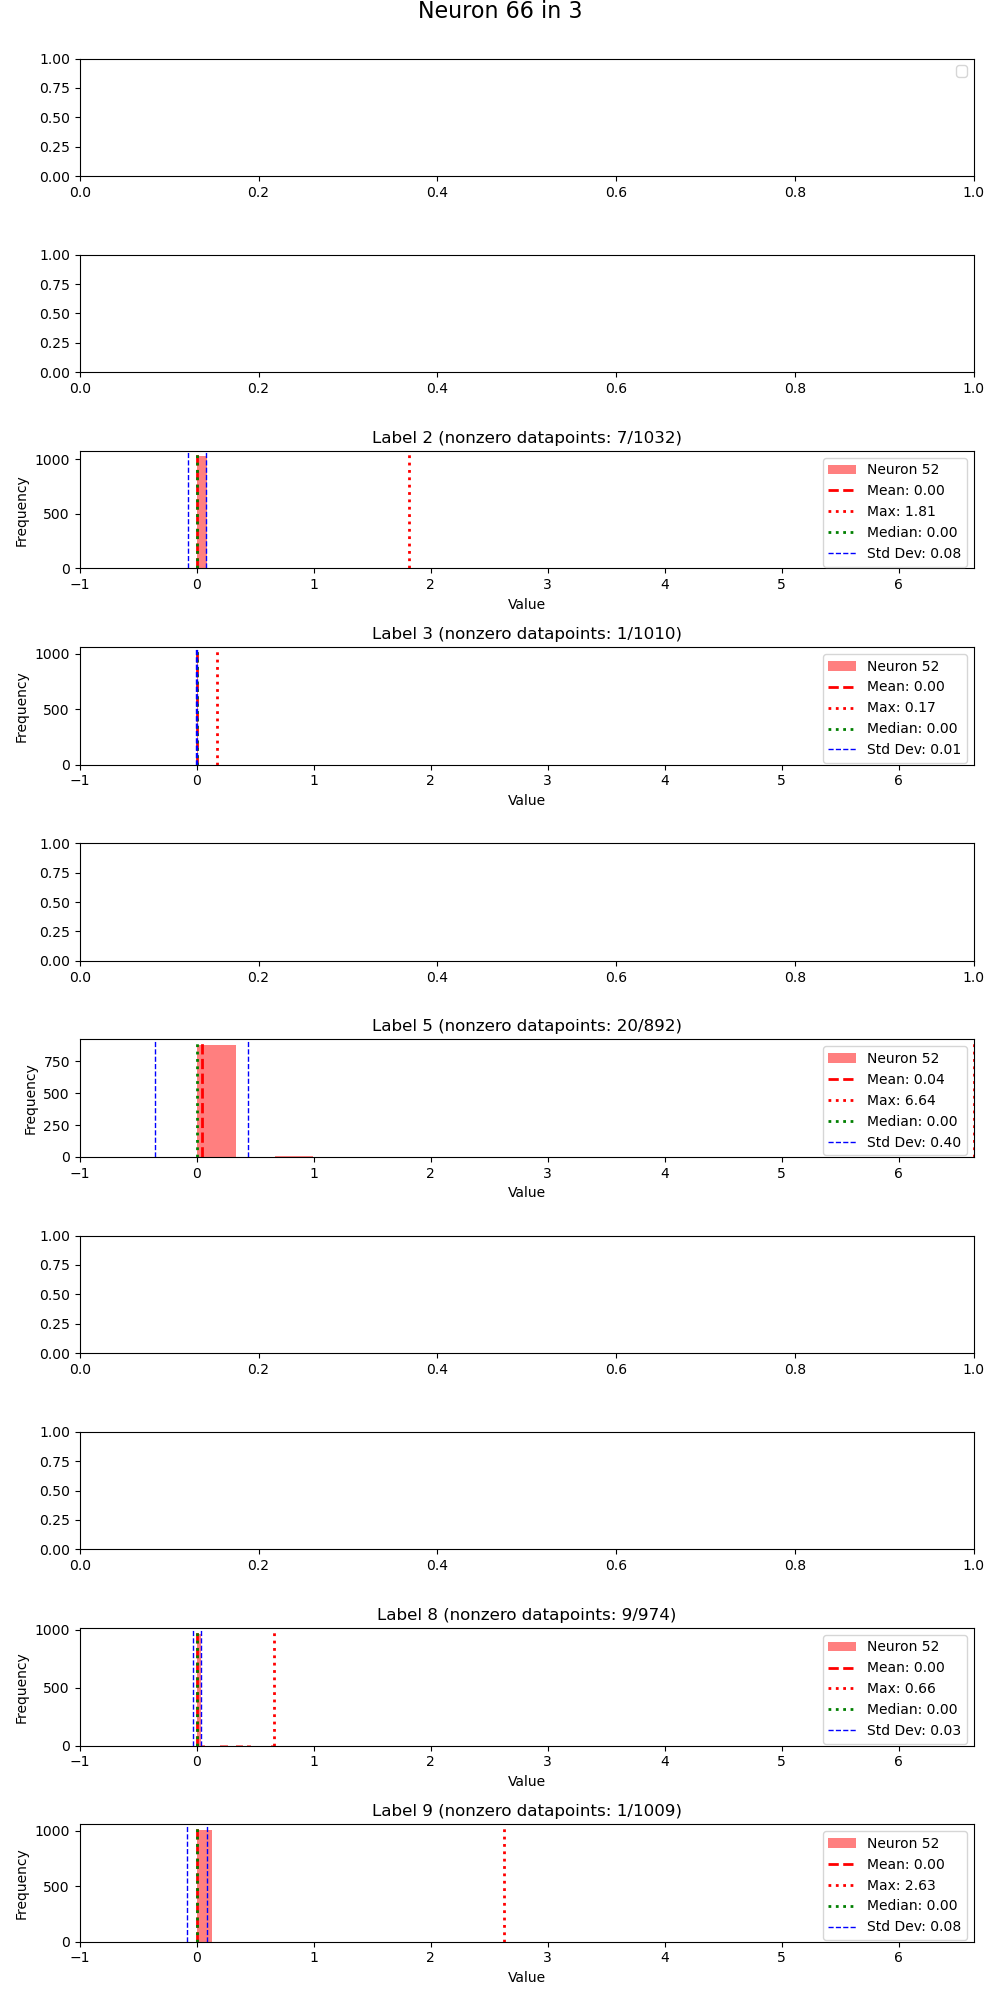 Neuron 66 in 3
1.00
0.75
0.50
0.25
0.00
0.0 0.2 0.4 0.6 0.8 1.0
1.00
0.75
0.50
0.25
0.00
0.0 0.2 0.4 0.6 0.8 1.0
Label 2 (nonzero datapoints: 7/1032)
Frequency
1000
500
0
Neuron 52
Mean: 0.00
Max: 1.81
Median: 0.00
Std Dev: 0.08
−1 0 1 2 3 4 5 6
Value
Label 3 (nonzero datapoints: 1/1010)
Frequency
1000
500
0
Neuron 52
Mean: 0.00
Max: 0.17
Median: 0.00
Std Dev: 0.01
−1 0 1 2 3 4 5 6
Value
1.00
0.75
0.50
0.25
0.00
0.0 0.2 0.4 0.6 0.8 1.0
Label 5 (nonzero datapoints: 20/892)
Frequency
750
500
250
0
Neuron 52
Mean: 0.04
Max: 6.64
Median: 0.00
Std Dev: 0.40
−1 0 1 2 3 4 5 6
Value
1.00
0.75
0.50
0.25
0.00
0.0 0.2 0.4 0.6 0.8 1.0
1.00
0.75
0.50
0.25
0.00
0.0 0.2 0.4 0.6 0.8 1.0
Label 8 (nonzero datapoints: 9/974)
Frequency
1000
500
0
Neuron 52
Mean: 0.00
Max: 0.66
Median: 0.00
Std Dev: 0.03
−1 0 1 2 3 4 5 6
Value
Label 9 (nonzero datapoints: 1/1009)
Frequency
1000
500
0
Neuron 52
Mean: 0.00
Max: 2.63
Median: 0.00
Std Dev: 0.08
−1 0 1 2 3 4 5 6
Value